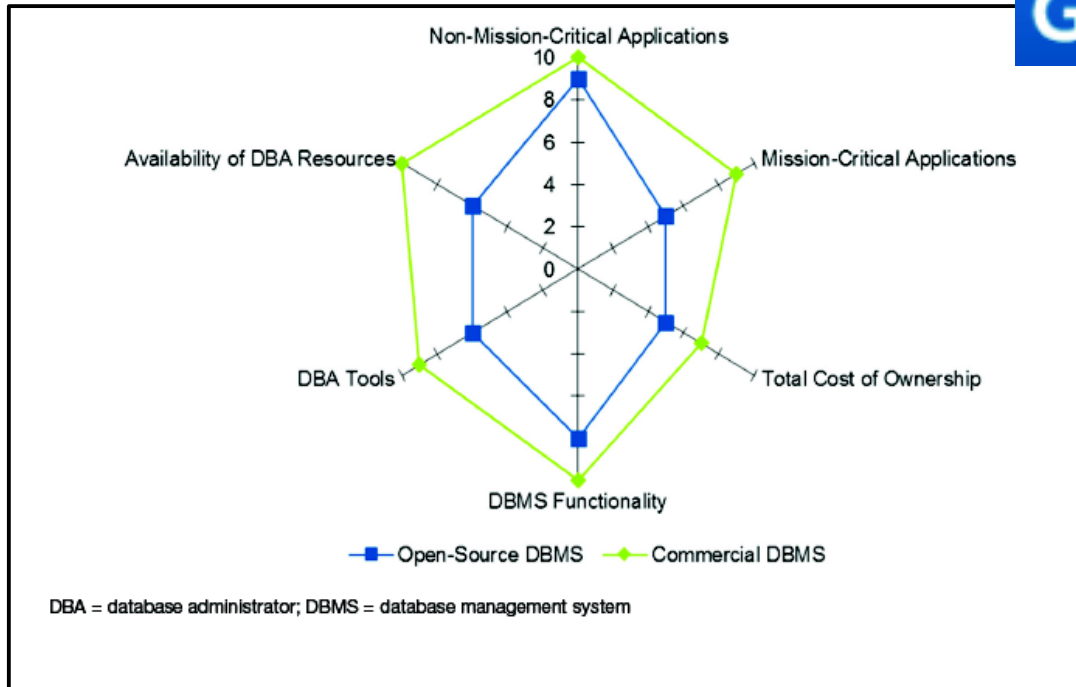 G
Non-Mission-Critical Applications
10
8
6
4
2
0
Availability of DBA Resources
Mission-Critical Applications
DBA Tools
Total Cost of Ownership
DBMS Functionality
Open-Source DBMS
Commercial DBMS
DBA = database administrator; DBMS = database management system